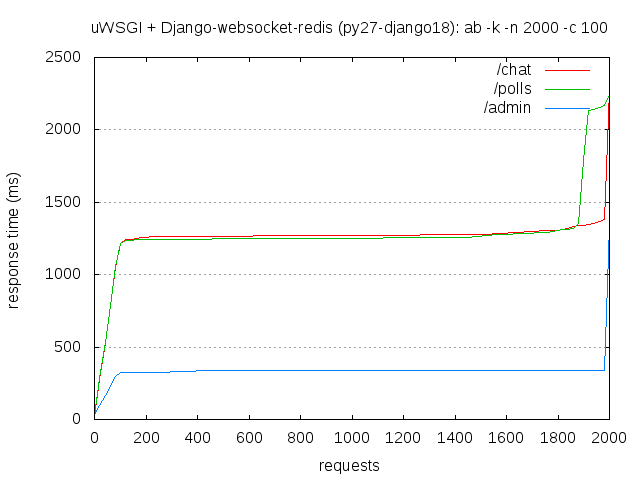 uWSGI + Django-websocket-redis (py27-django18): ab -k -n 2000 -c 100
2500
2000
1500
1000
500
0
response time (ms)
/chat
/polls
/admin
0 200 400 600 800 1000 1200 1400 1600 1800 2000
requests